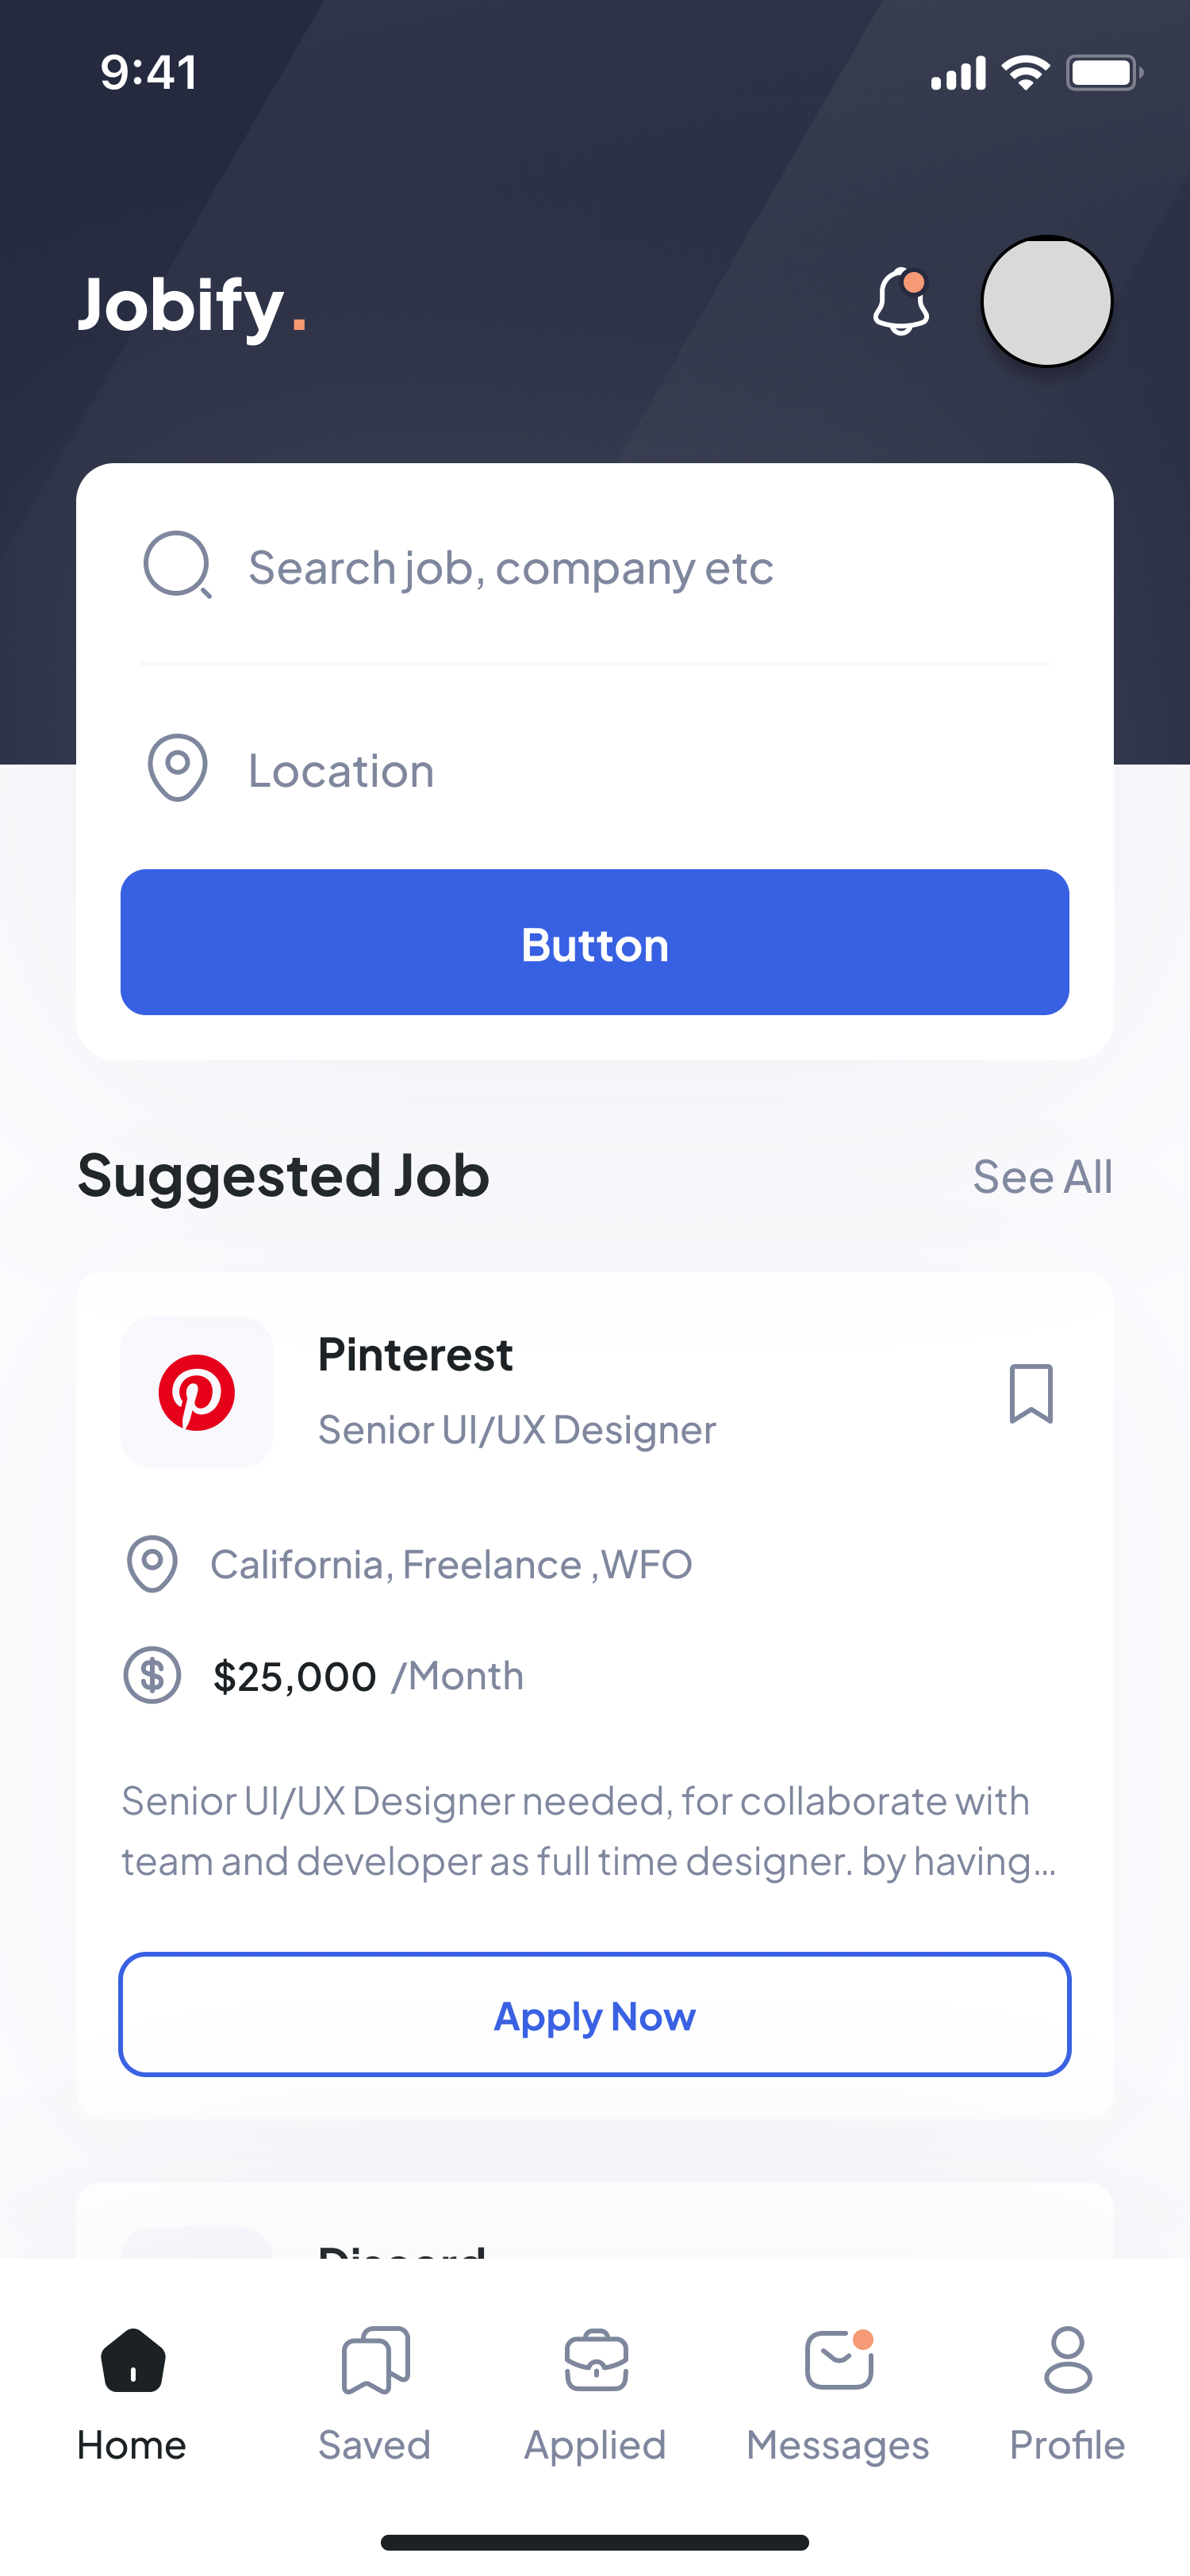 9:41
Jobify.
Search job, company etc
Location
Button
Suggested Job
See All
Pinterest
Senior UI/UX Designer
California, Freelance ,WFO
$25,000 /Month
Senior UI/UX Designer needed, for collaborate with
team and developer as full time designer. by having...
Apply Now
Discord
Home
Saved
Applied
Messages
Profile